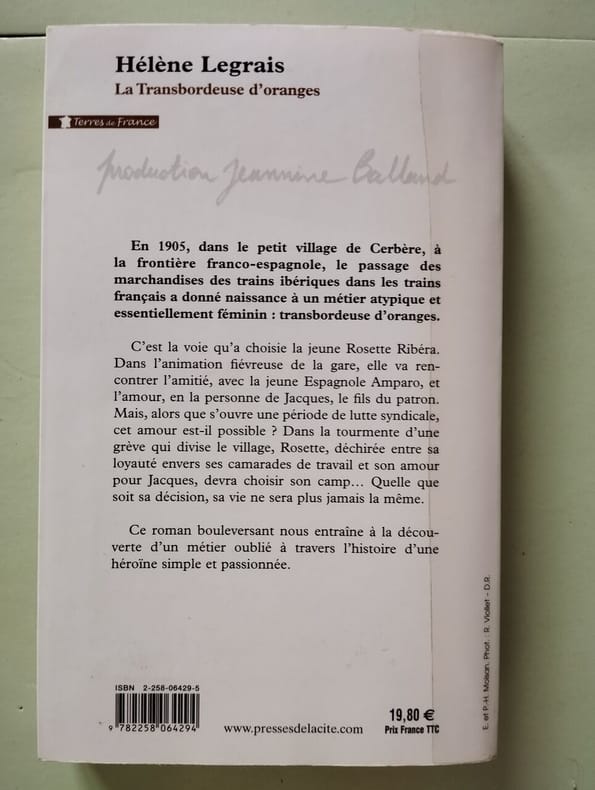 Hélène Legrais
La Transbordeuse d'oranges
Terres de France
production Jeannine Balland
En 1905, dans le petit village de Cerbère, à
la frontière franco-espagnole, le passage des
marchandises des trains ibériques dans les trains
français a donné naissance à un métier atypique et
essentiellement féminin : transbordeuse d'oranges.
C'est la voie qu'a choisie la jeune Rosette Ribéra.
Dans l'animation fiévreuse de la gare, elle va ren-
contrer l'amitié, avec la jeune Espagnole Amparo, et
l'amour, en la personne de Jacques, le fils du patron.
Mais, alors que s'ouvre une période de lutte syndicale,
cet amour est-il possible ? Dans la tourmente d'une
grève qui divise le village, Rosette, déchirée entre sa
loyauté envers ses camarades de travail et son amour
pour Jacques, devra choisir son camp… Quelle que
soit sa décision, sa vie ne sera plus jamais la même.
Ce roman bouleversant nous entraîne à la décou-
verte d'un métier oublié à travers l'histoire d'une
héroïne simple et passionnée.
E. et P.-H. Moisan. Phot. : R. Viollet - D.R.
ISBN 2-258-06429-5
9 782258 064294
www.pressesdelacite.com
19,80 €
Prix France TTC